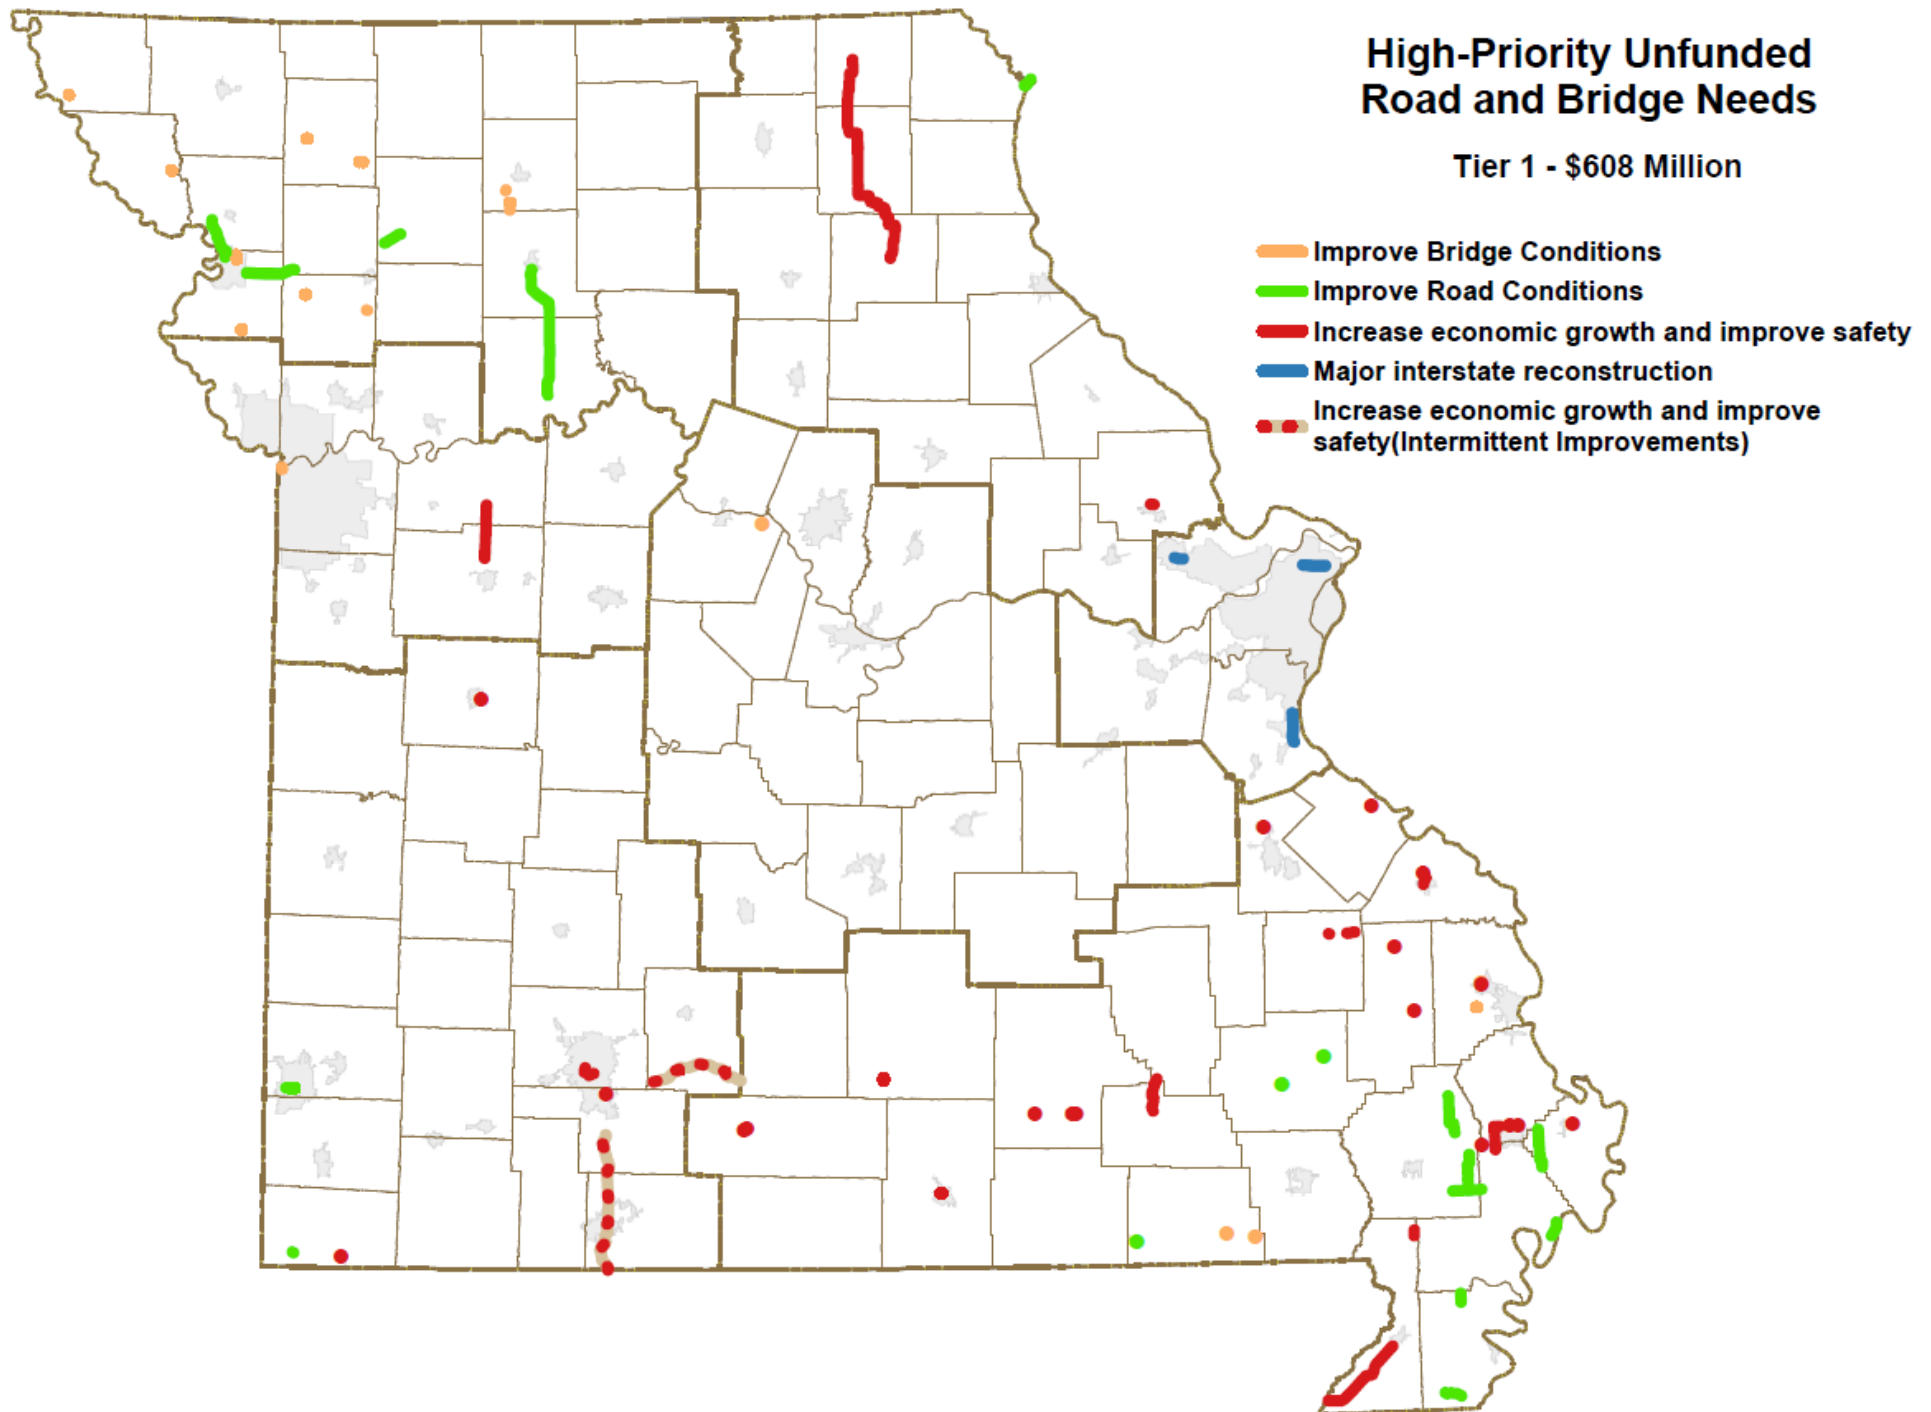 High-Priority Unfunded
Road and Bridge Needs
Tier 1 - $608 Million
Improve Bridge Conditions
Improve Road Conditions
Increase economic growth and improve safety
Major interstate reconstruction
Increase economic growth and improve
safety(Intermittent Improvements)